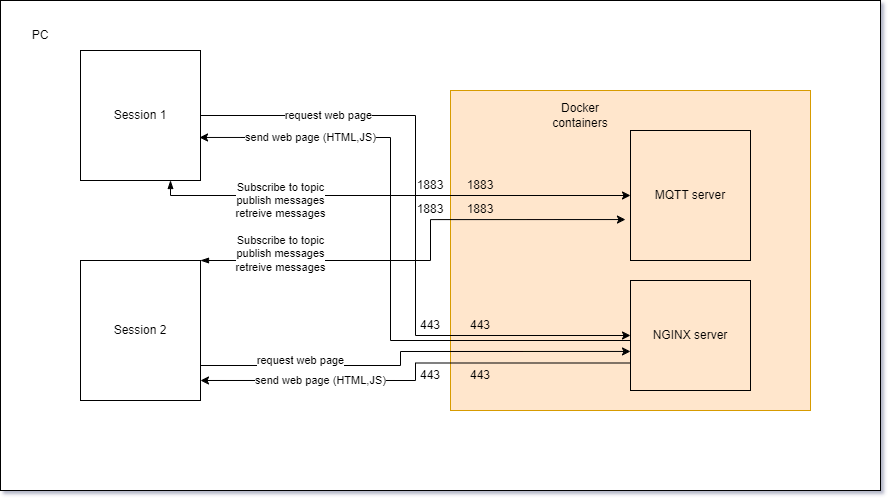 PC
Session 1
request web page
send web page (HTML,JS)
Docker
containers
Subscribe to topic
publish messages
retreive messages
1883
1883
MQTT server
1883
1883
Subscribe to topic
publish messages
retreive messages
Session 2
443
443
NGINX server
request web page
send web page (HTML,JS)
443
443